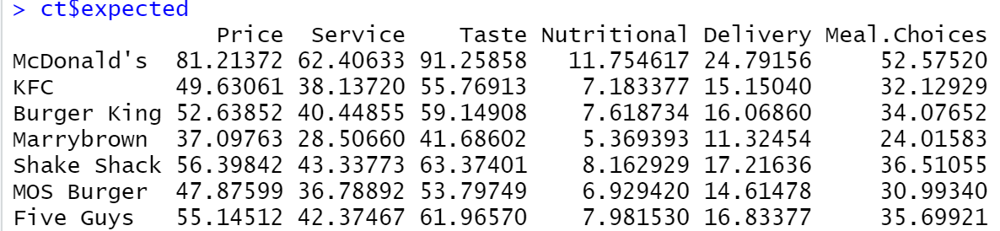 > ct$expected
Price Service Taste Nutritional Delivery Meal.Choices
McDonald's 81.21372 62.40633 91.25858 11.754617 24.79156 52.57520
KFC 49.63061 38.13720 55.76913 7.183377 15.15040 32.12929
Burger King 52.63852 40.44855 59.14908 7.618734 16.06860 34.07652
Marrybrown 37.09763 28.50660 41.68602 5.369393 11.32454 24.01583
Shake Shack 56.39842 43.33773 63.37401 8.162929 17.21636 36.51055
MOS Burger 47.87599 36.78892 53.79749 6.929420 14.61478 30.99340
Five Guys 55.14512 42.37467 61.96570 7.981530 16.83377 35.69921